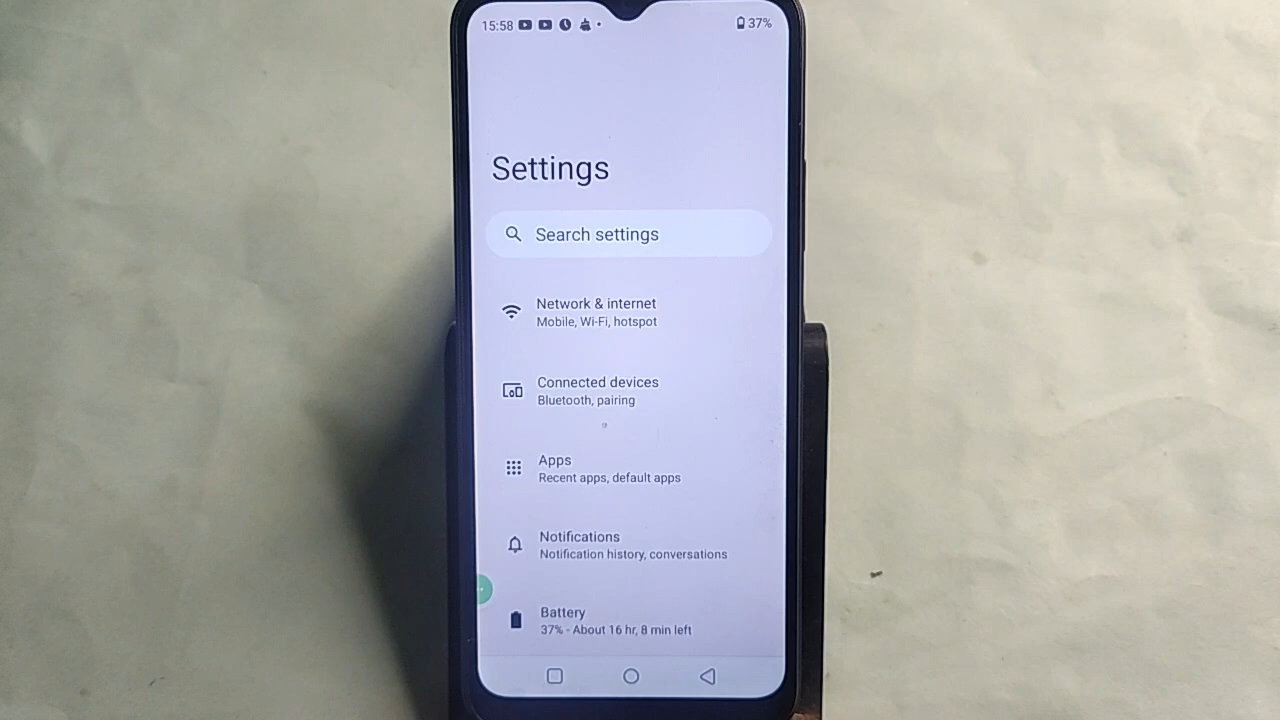 15:58
37%
Settings
Search settings
Network & internet
Mobile, Wi-Fi, hotspot
Connected devices
Bluetooth, pairing
Apps
Recent apps, default apps
Notifications
Notification history, conversations
Battery
37% - About 16 hr, 8 min left